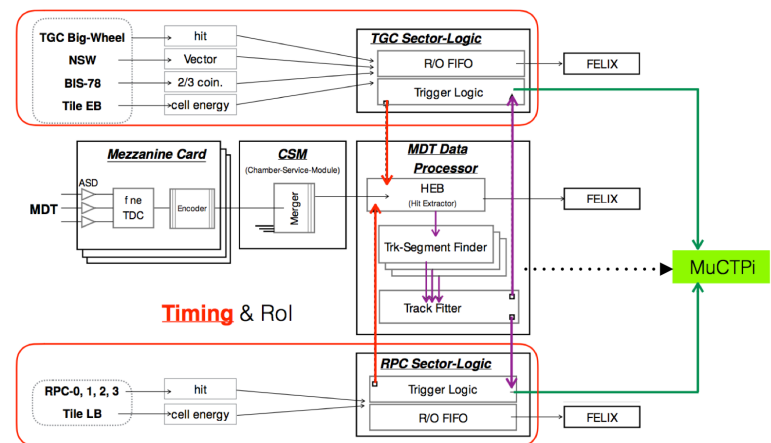 TGC Big-Wheel
hit
TGC Sector-Logic
NSW
Vector
R/O FIFO
FELIX
BIS-78
2/3 coin.
Trigger Logic
Tile EB
cell energy
Mezzanine Card
CSM
(Chamber-Service-Module)
MDT Data
Processor
ASD
MDT
f ne
TDC
Encoder
Merger
HEB
(Hit Extractor)
FELIX
Trk-Segment Finder
MuCTPi
Track Fitter
Timing & RoI
RPC Sector-Logic
RPC-0, 1, 2, 3
hit
Trigger Logic
Tile LB
cell energy
R/O FIFO
FELIX